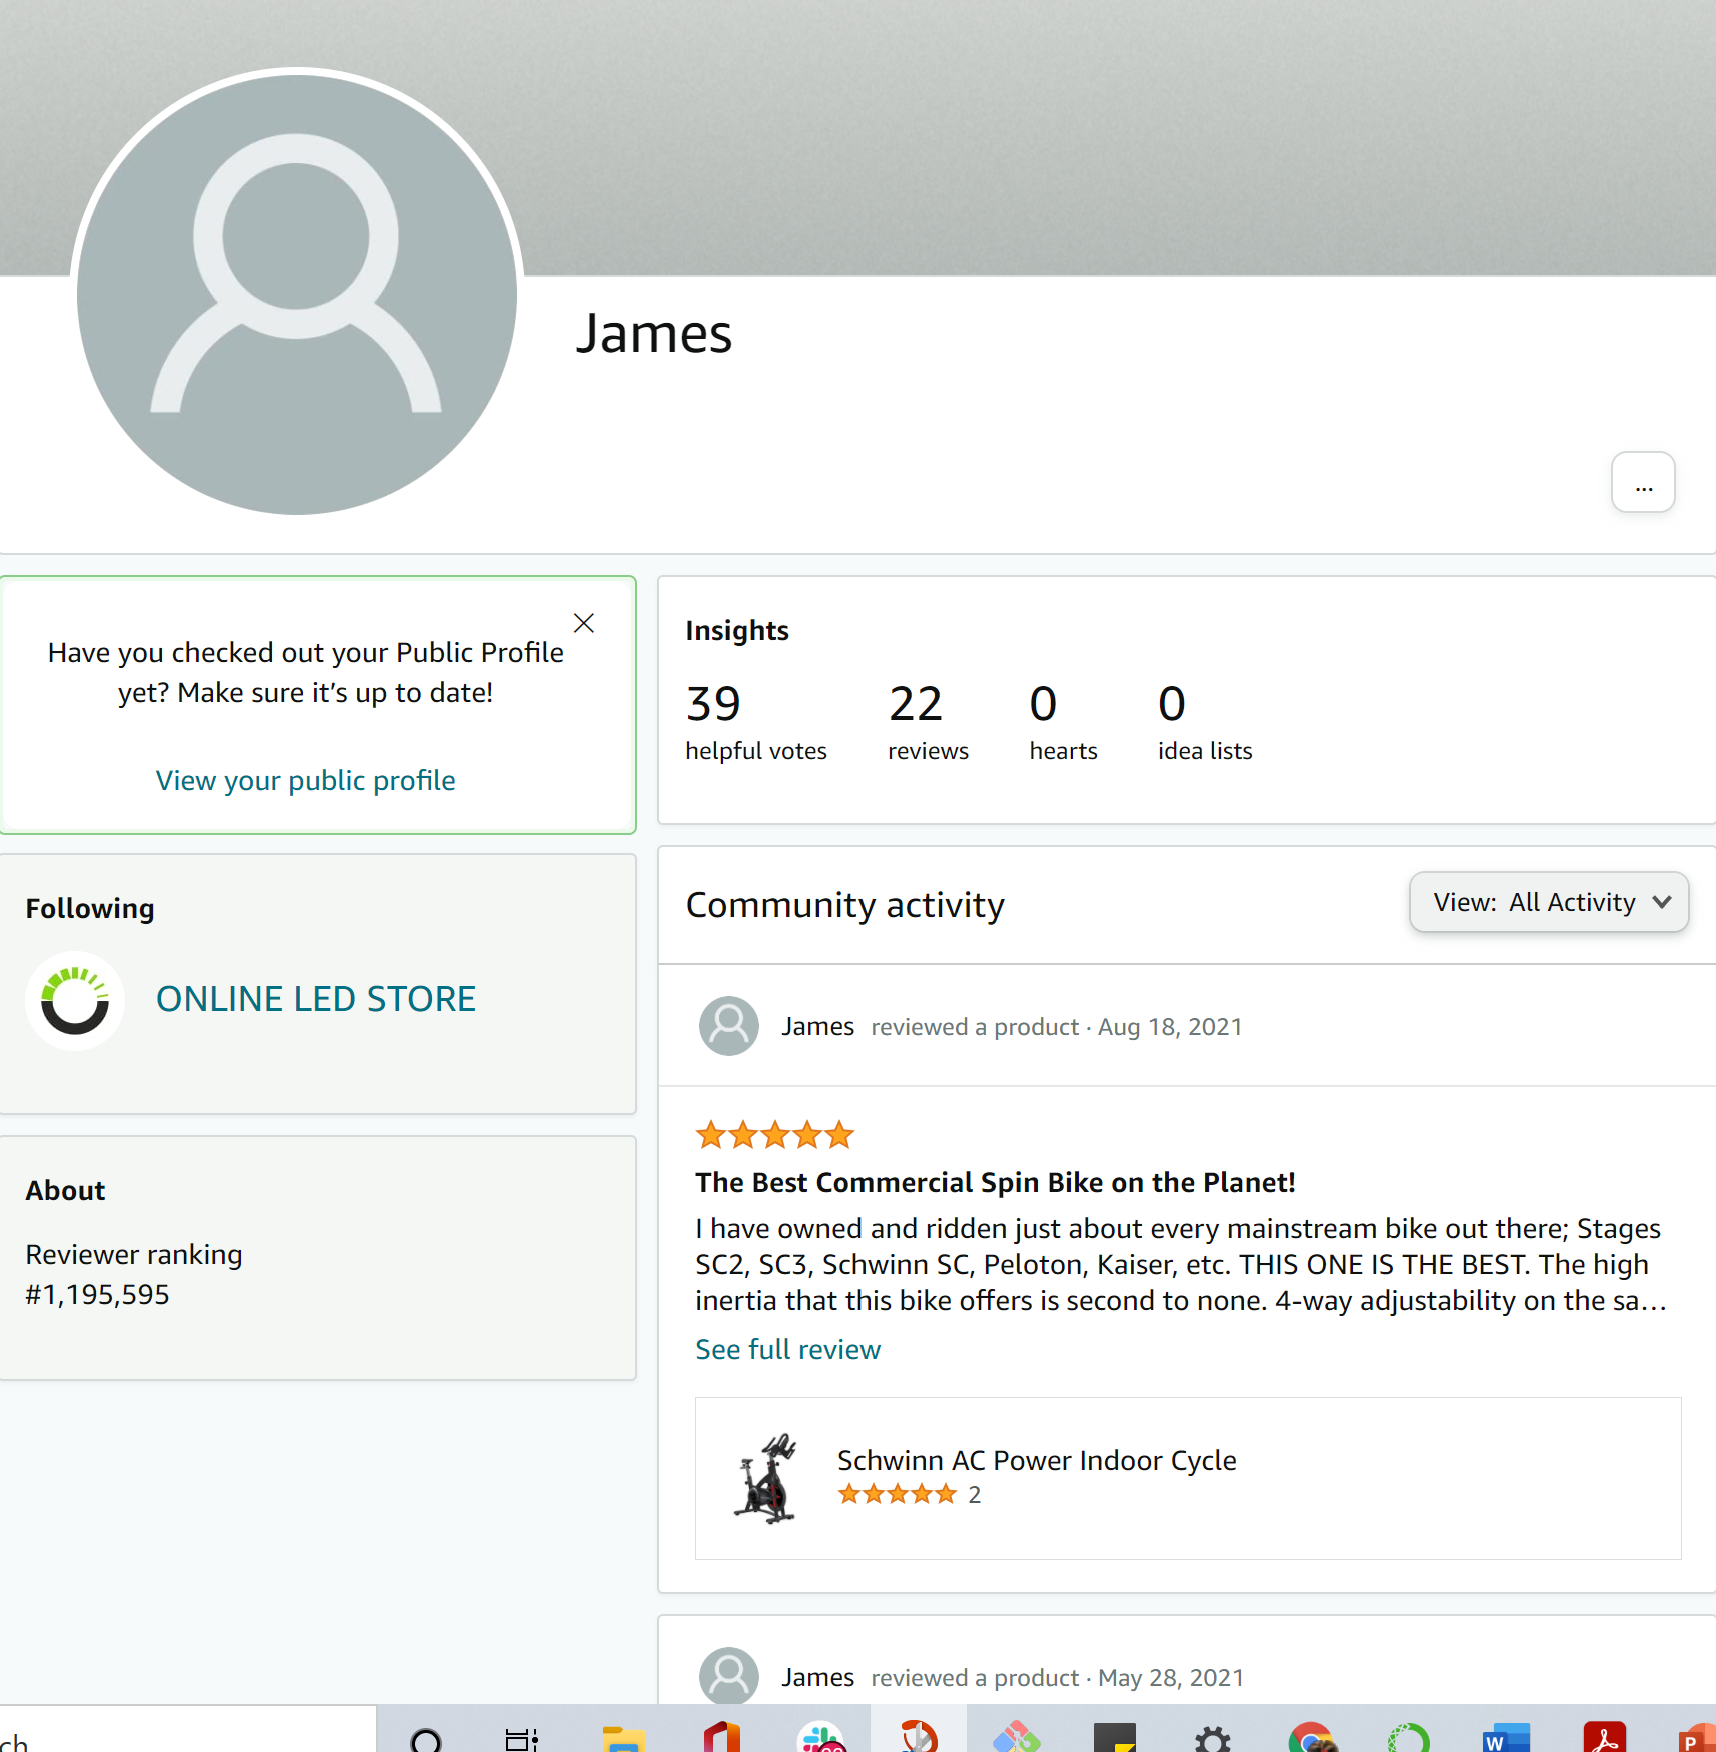 James
...
Have you checked out your Public Profile
yet? Make sure it's up to date!
View your public profile
Following
ONLINE LED STORE
About
Reviewer ranking
#1,195,595
Insights
39
helpful votes
22
reviews
0
hearts
0
idea lists
Community activity
View: All Activity
James reviewed a product · Aug 18, 2021
The Best Commercial Spin Bike on the Planet!
I have owned and ridden just about every mainstream bike out there; Stages
SC2, SC3, Schwinn SC, Peloton, Kaiser, etc. THIS ONE IS THE BEST. The high
inertia that this bike offers is second to none. 4-way adjustability on the sa…
See full review
Schwinn AC Power Indoor Cycle
2
James reviewed a product · May 28, 2021
ch
W
P